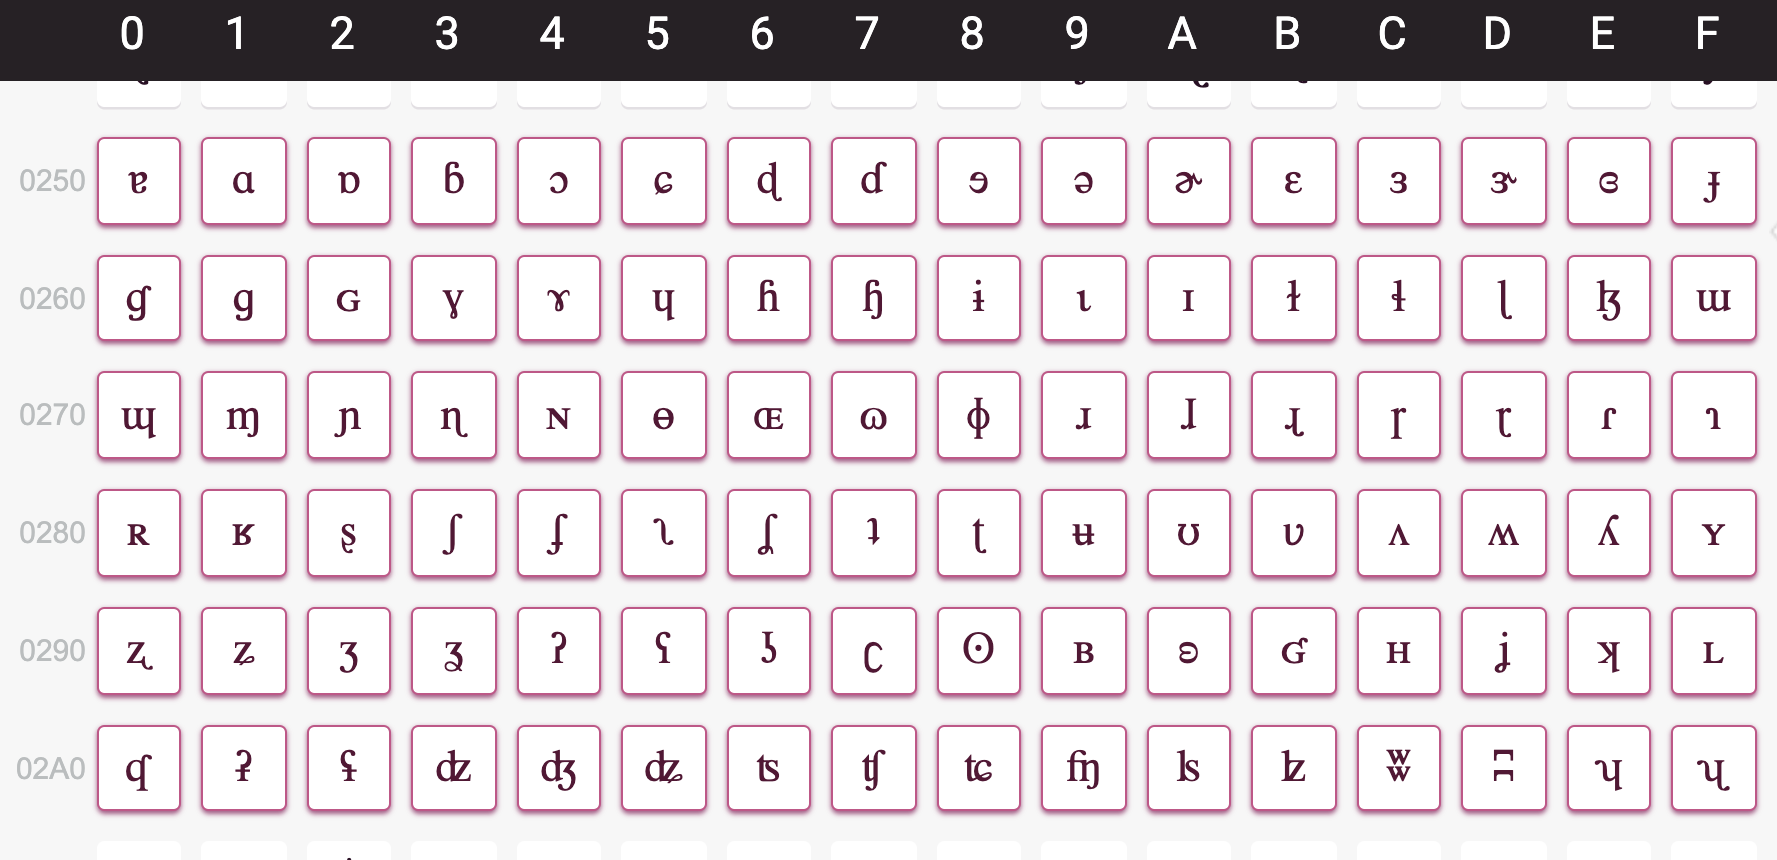 0 1 2 3 4 5 6 7 8 9 A B C D E F
0250 ɐ ɑ ɒ ɓ ɔ ɕ ɖ ɗ ɘ ə ɚ ɛ ɜ ɝ ɞ ɟ
0260 ɠ ɡ ɢ ɣ ɤ ɥ ɦ ɧ ɨ ɩ ɪ ɫ ɬ ɭ ɮ ɯ
0270 ɰ ɱ ɲ ɳ ɴ ɵ ɶ ɷ ɸ ɹ ɺ ɻ ɼ ɽ ɾ ɿ
0280 ʀ ʁ ʂ ʃ ʄ ʅ ʆ ʇ ʈ ʉ ʊ ʋ ʌ ʍ ʎ ʏ
0290 ʐ ʑ ʒ ʓ ʔ ʕ ʖ ʗ ʘ ʙ ʚ ʛ ʜ ʝ ʞ ʟ
02A0 ʠ ʡ ʢ ʣ ʤ ʥ ʦ ʧ ʨ ʩ ʪ ʫ ʬ ʭ ʮ ʯ